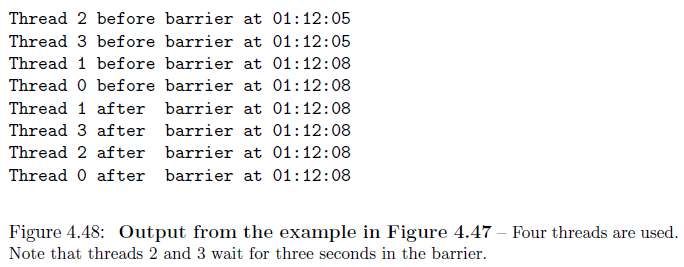 Thread 2 before barrier at 01:12:05
Thread 3 before barrier at 01:12:05
Thread 1 before barrier at 01:12:08
Thread 0 before barrier at 01:12:08
Thread 1 after  barrier at 01:12:08
Thread 3 after  barrier at 01:12:08
Thread 2 after  barrier at 01:12:08
Thread 0 after  barrier at 01:12:08
Figure 4.48: Output from the example in Figure 4.47 – Four threads are used.
Note that threads 2 and 3 wait for three seconds in the barrier.